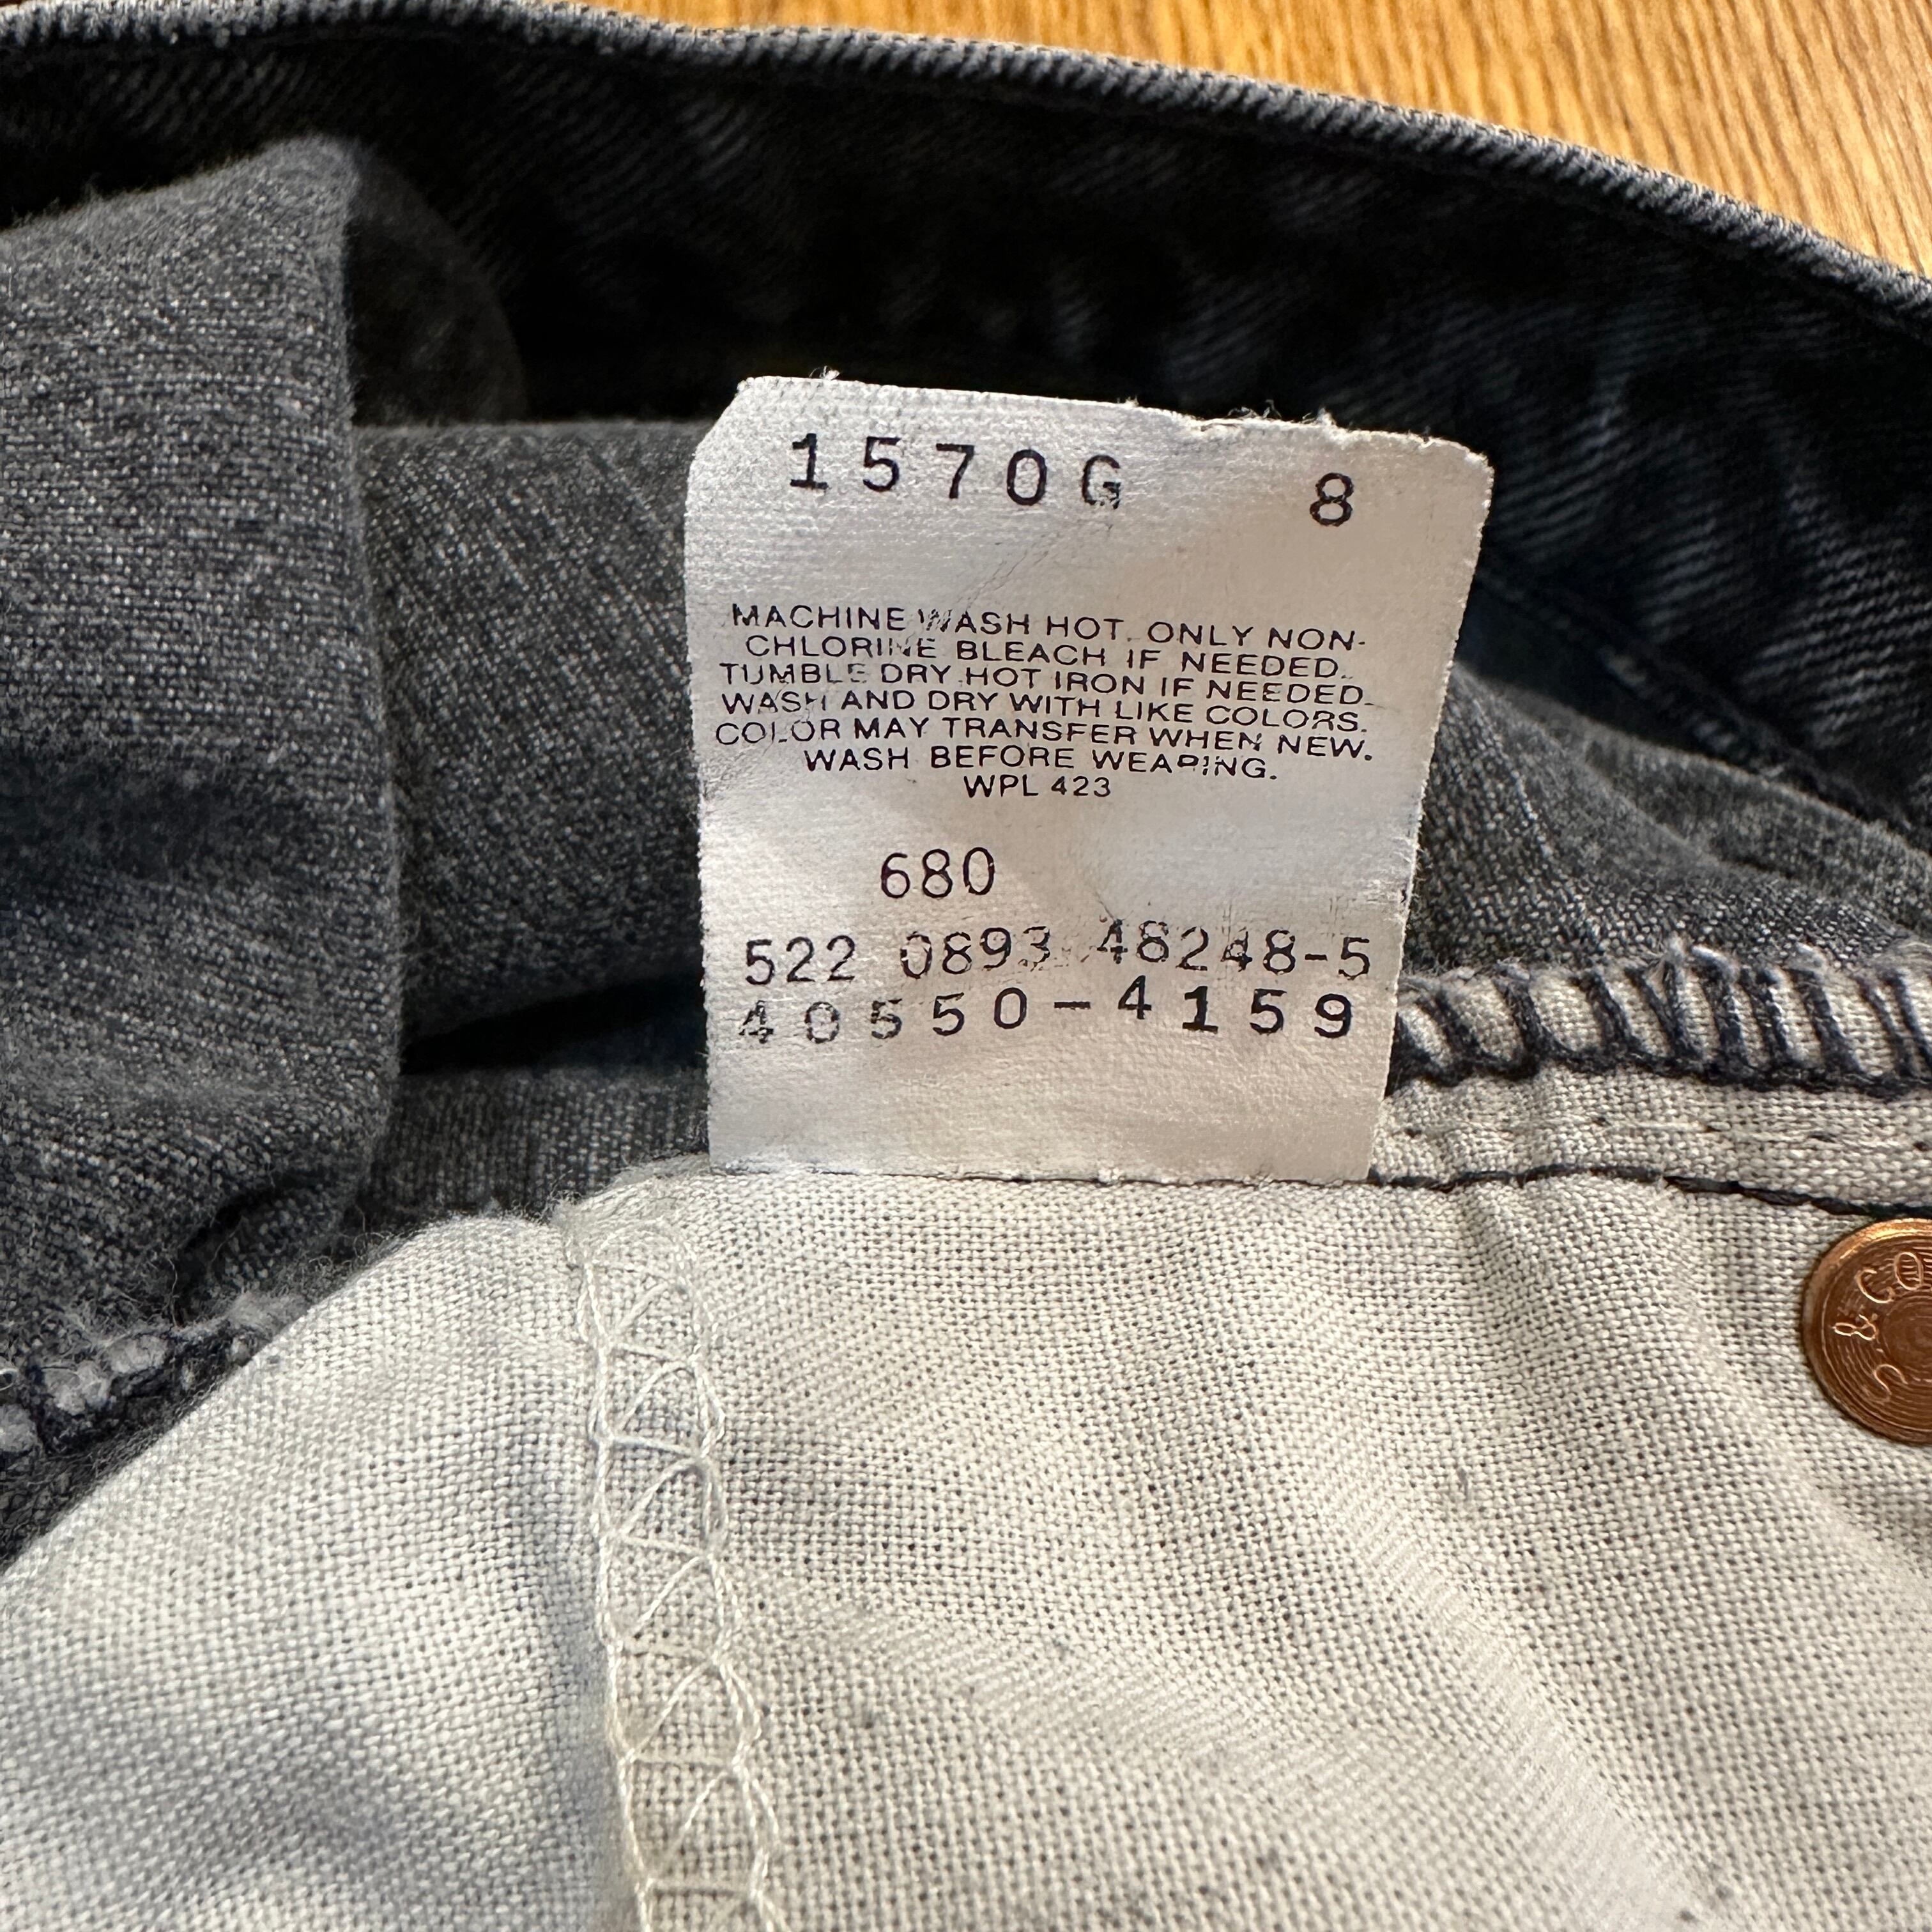 1570G 8
MACHINE WASH HOT. ONLY NON-
CHLORINE BLEACH IF NEEDED.
TUMBLE DRY HOT IRON IF NEEDED.
WASH AND DRY WITH LIKE COLORS.
COLOR MAY TRANSFER WHEN NEW.
WASH BEFORE WEARING.
WPL 423
680
522 0893 48248-5
40550-4159
& CO